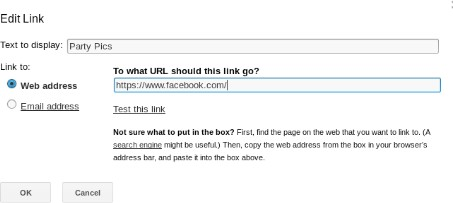 Edit Link
Text to display: Party Pics
Link to:
To what URL should this link go?
Web address
https://www.facebook.com/
Email address
Test this link
Not sure what to put in the box? First, find the page on the web that you want to link to. (A
search engine might be useful.) Then, copy the web address from the box in your browser's
address bar, and paste it into the box above.
OK
Cancel